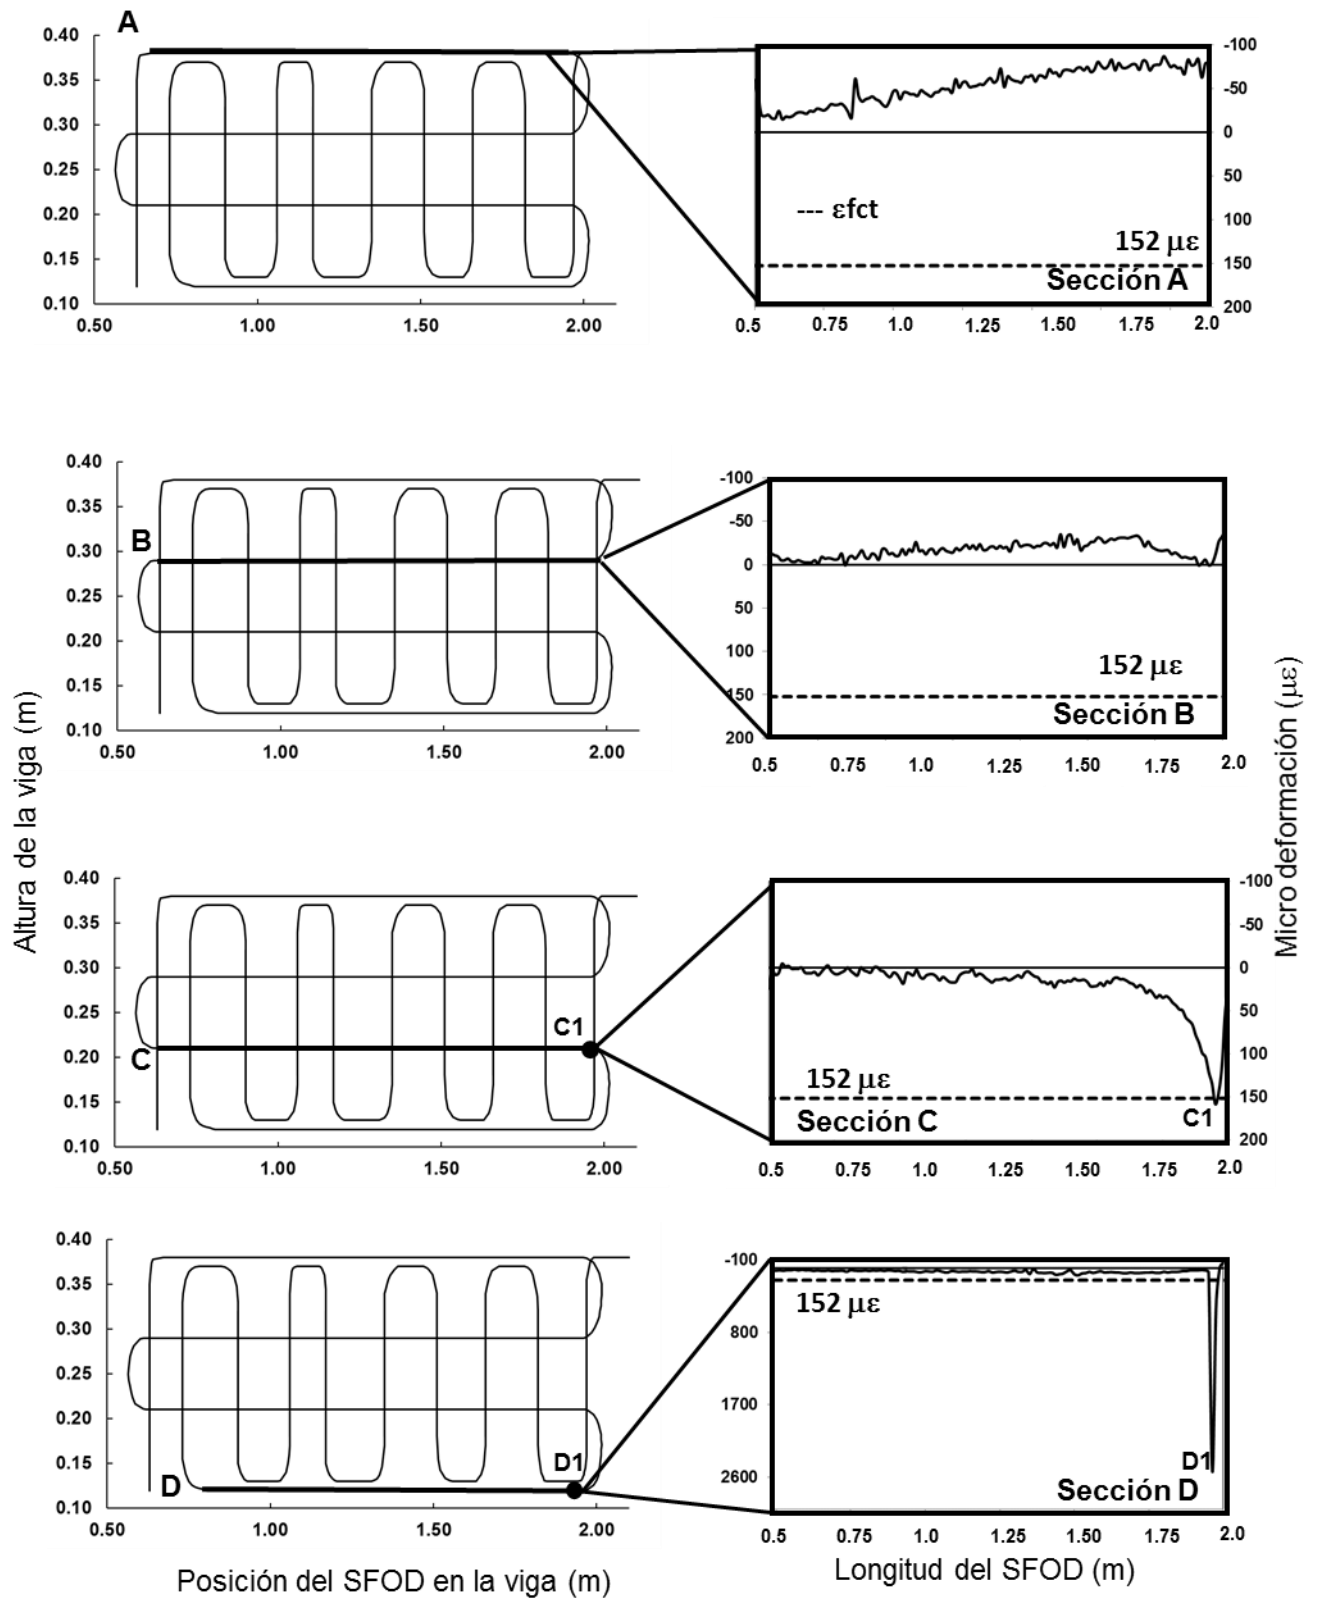 A
0.40
0.35
0.30
0.25
0.20
0.15
0.10
0.50 1.00 1.50 2.00
-100
-50
0
50
100
150
200
--- εfct
152 με
Sección A
0.5 0.75 1.0 1.25 1.50 1.75 2.0
0.40
0.35
0.30
0.25
0.20
0.15
0.10
B
0.50 1.00 1.50 2.00
-100
-50
0
50
100
150
200
152 με
Sección B
0.5 0.75 1.0 1.25 1.50 1.75 2.0
Altura de la viga (m)
Micro deformación (με)
0.40
0.35
0.30
0.25
0.20
0.15
0.10
C1
C
0.50 1.00 1.50 2.00
-100
-50
0
50
100
150
200
152 με
Sección C
C1
0.5 0.75 1.0 1.25 1.50 1.75 2.0
0.40
0.35
0.30
0.25
0.20
0.15
0.10
D1
D
0.50 1.00 1.50 2.00
-100
800
1700
2600
152 με
D1
Sección D
0.5 0.75 1.0 1.25 1.50 1.75 2.0
Posición del SFOD en la viga (m)
Longitud del SFOD (m)